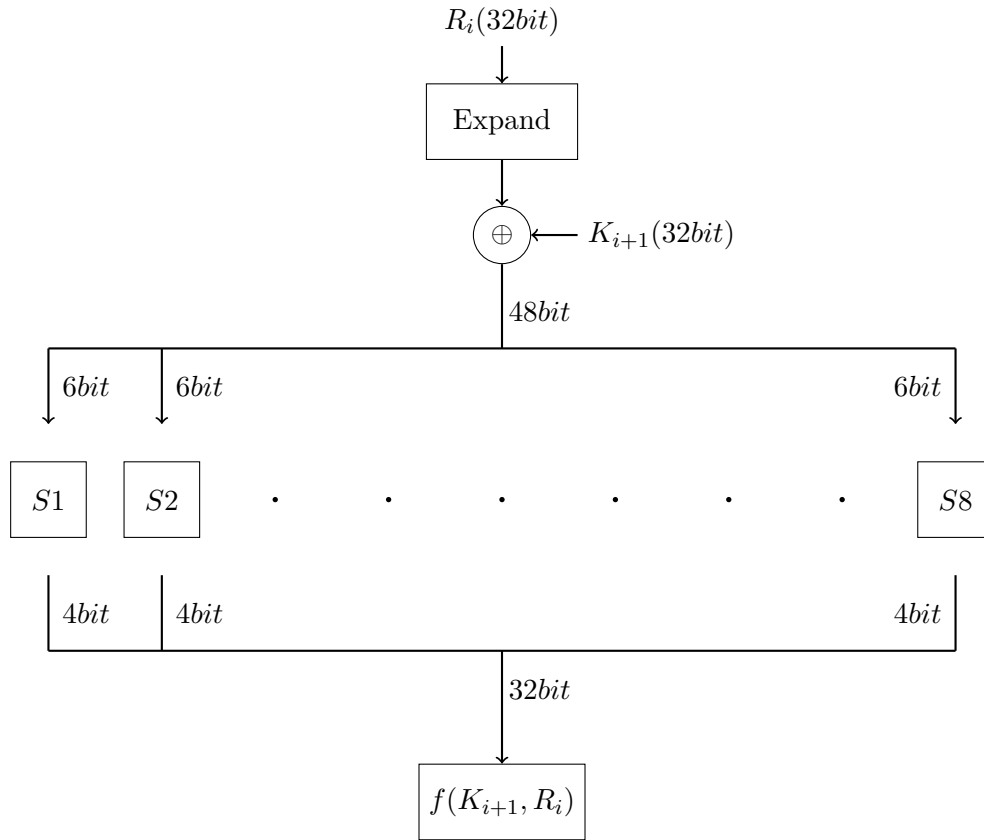 R_i(32bit)
Expand
⊕ K_{i+1}(32bit)
48bit
6bit 6bit 6bit
S1 S2 · · · · · · S8
4bit 4bit 4bit
32bit
f(K_{i+1}, R_i)